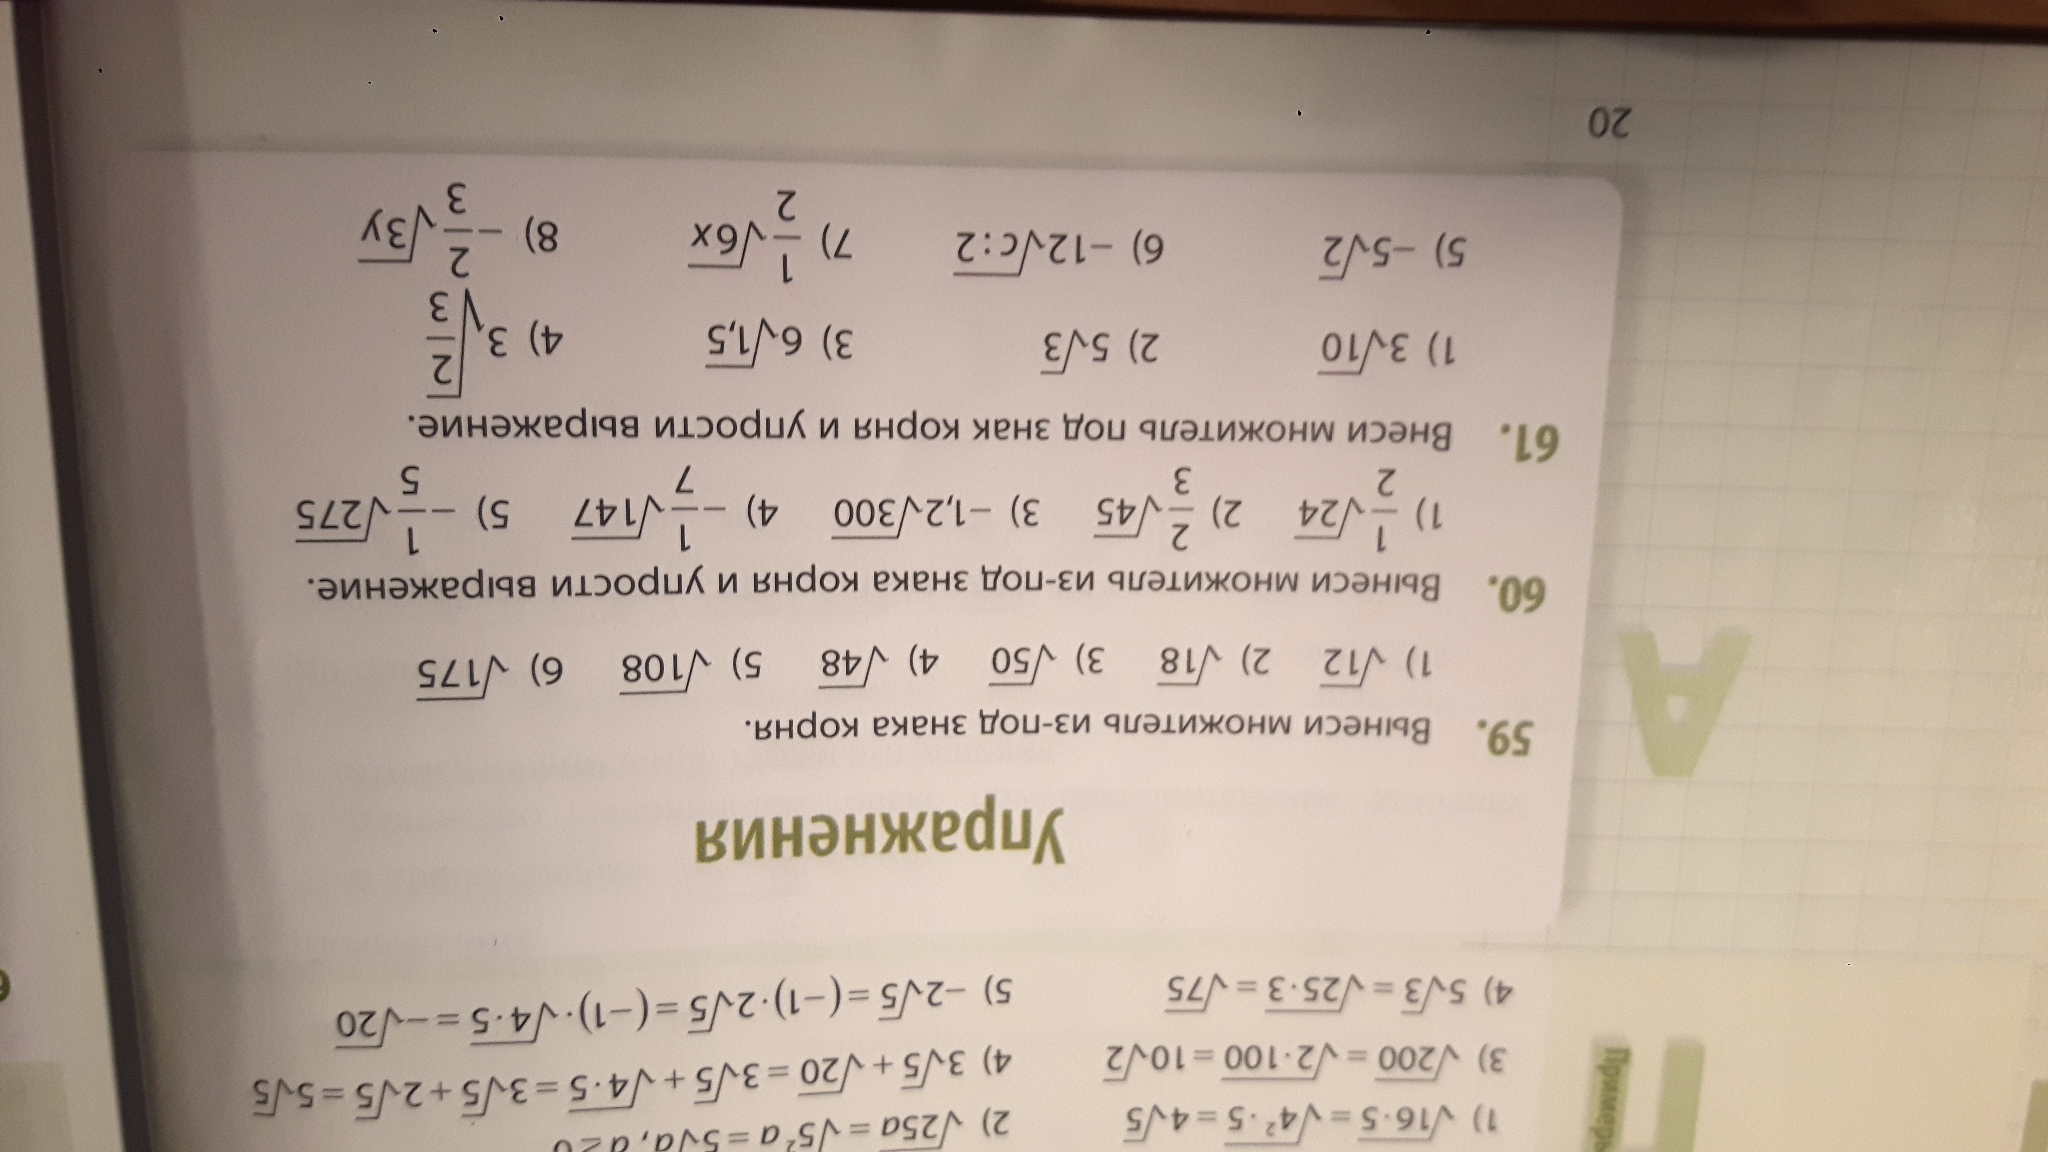 Примеры
1) √16·5 = √4²·5 = 4√5 2) √25a = √5²a = 5√a, a ≥ 0
3) √200 = √2·100 = 10√2 4) 3√5 + √20 = 3√5 + √4·5 = 3√5 + 2√5 = 5√5
4) 5√3 = √25·3 = √75 5) −2√5 = (−1)·2√5 = (−1)·√4·5 = −√20
Упражнения
А
59. Вынеси множитель из-под знака корня.
1) √12 2) √18 3) √50 4) √48 5) √108 6) √175
60. Вынеси множитель из-под знака корня и упрости выражение.
1) 1/2 √24 2) 2/3 √45 3) −1,2√300 4) −1/7 √147 5) −1/5 √275
61. Внеси множитель под знак корня и упрости выражение.
1) 3√10 2) 5√3 3) 6√1,5 4) 3√2/3
5) −5√2 6) −12√c:2 7) 1/2 √6x 8) −2/3 √3y
20